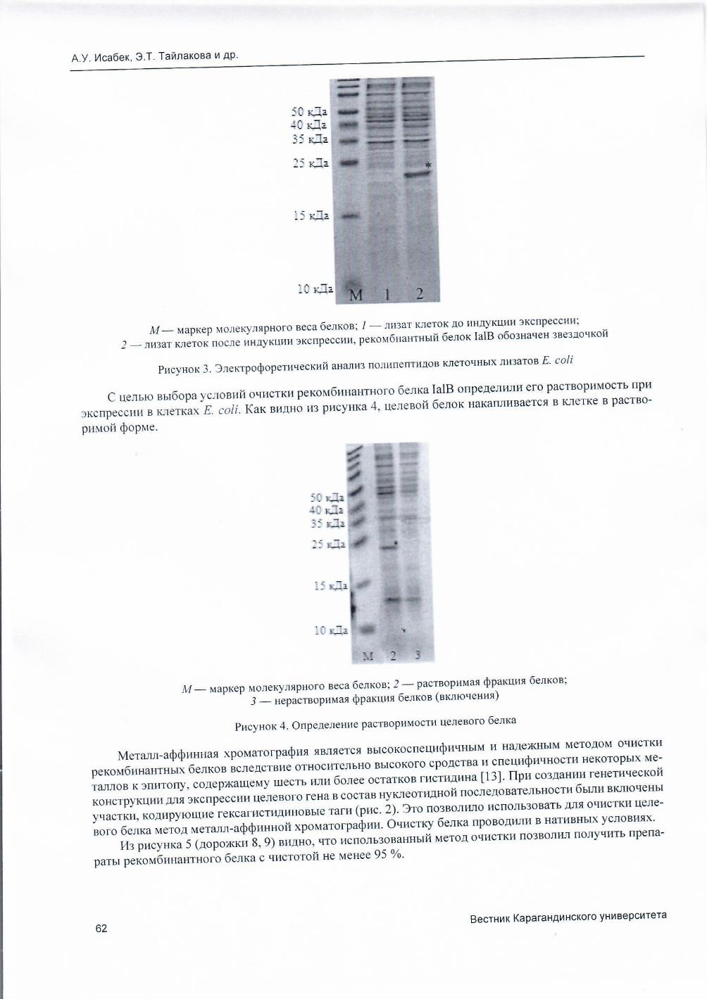 А.У. Исабек, Э.Т. Тайлакова и др.
50 кДа
40 кДа
35 кДа
25 кДа
*
15 кДа
10 кДа
М 1 2
М — маркер молекулярного веса белков; 1 — лизат клеток до индукции экспрессии;
2 — лизат клеток после индукции экспрессии, рекомбинантный белок IalB обозначен звездочкой
Рисунок 3. Электрофоретический анализ полипептидов клеточных лизатов E. coli
С целью выбора условий очистки рекомбинантного белка IalB определили его растворимость при
экспрессии в клетках E. coli. Как видно из рисунка 4, целевой белок накапливается в клетке в раство-
римой форме.
50 кДа
40 кДа
35 кДа
25 кДа
15 кДа
10 кДа
М 2 3
М — маркер молекулярного веса белков; 2 — растворимая фракция белков;
3 — нерастворимая фракция белков (включения)
Рисунок 4. Определение растворимости целевого белка
Металл-аффинная хроматография является высокоспецифичным и надежным методом очистки
рекомбинантных белков вследствие относительно высокого сродства и специфичности некоторых ме-
таллов к эпитопу, содержащему шесть или более остатков гистидина [13]. При создании генетической
конструкции для экспрессии целевого гена в состав нуклеотидной последовательности были включены
участки, кодирующие гексагистидиновые таги (рис. 2). Это позволило использовать для очистки целе-
вого белка метод металл-аффинной хроматографии. Очистку белка проводили в нативных условиях.
Из рисунка 5 (дорожки 8, 9) видно, что использованный метод очистки позволил получить препа-
раты рекомбинантного белка с чистотой не менее 95 %.
62
Вестник Карагандинского университета